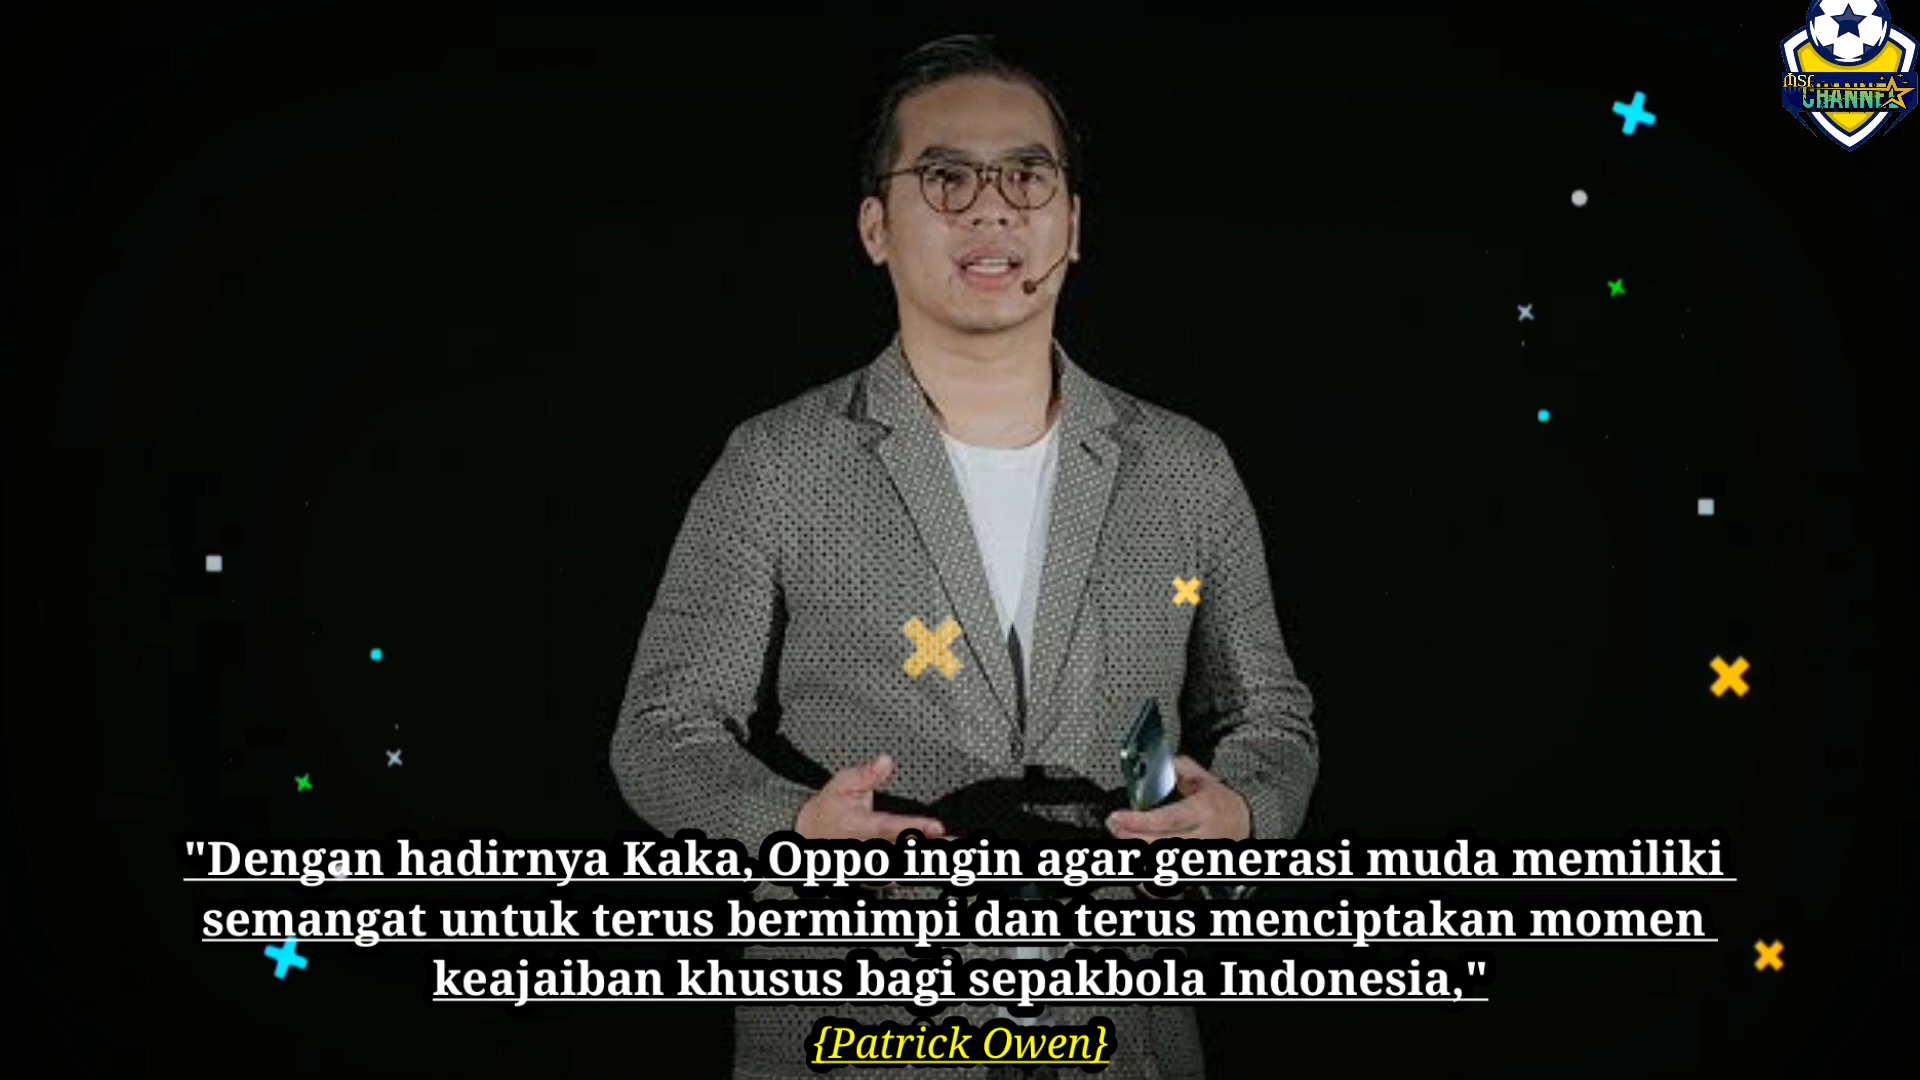 CHANNEL
"Dengan hadirnya Kaka, Oppo ingin agar generasi muda memiliki
semangat untuk terus bermimpi dan terus menciptakan momen
keajaiban khusus bagi sepakbola Indonesia,"
{Patrick Owen}